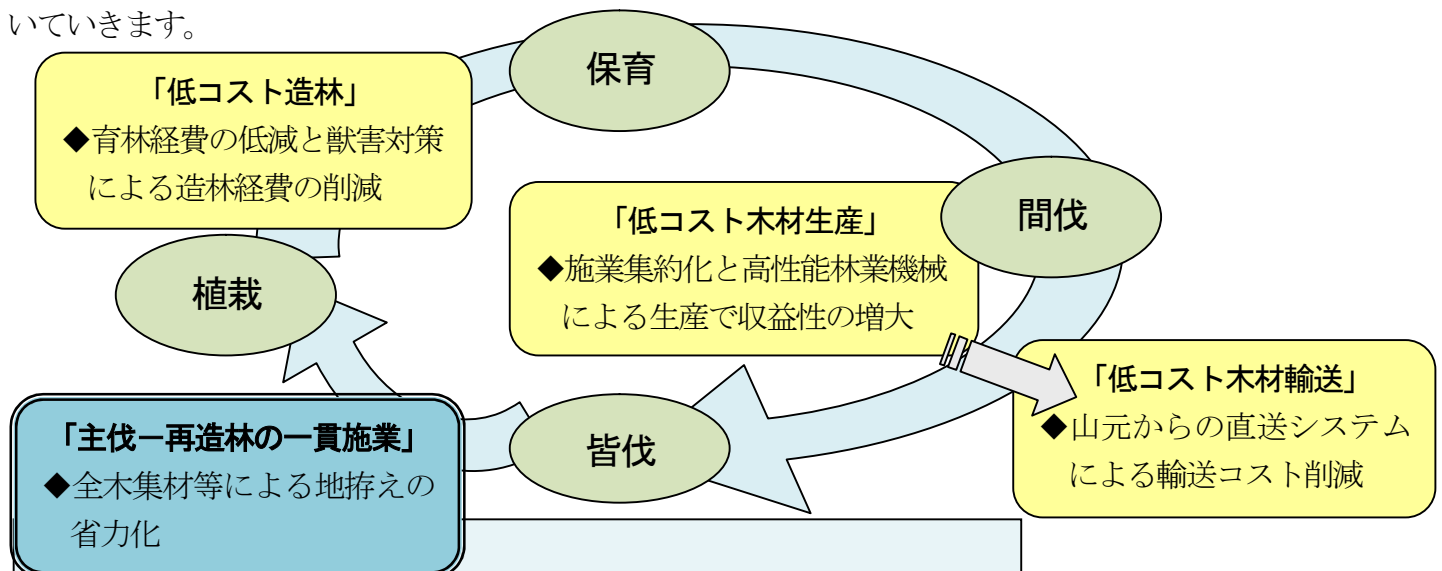 いていきます。
保育
「低コスト造林」
◆育林経費の低減と獣害対策
による造林経費の削減
間伐
「低コスト木材生産」
◆施業集約化と高性能林業機械
による生産で収益性の増大
植栽
「低コスト木材輸送」
◆山元からの直送システム
による輸送コスト削減
皆伐
「主伐－再造林の一貫施業」
◆全木集材等による地拵えの
省力化